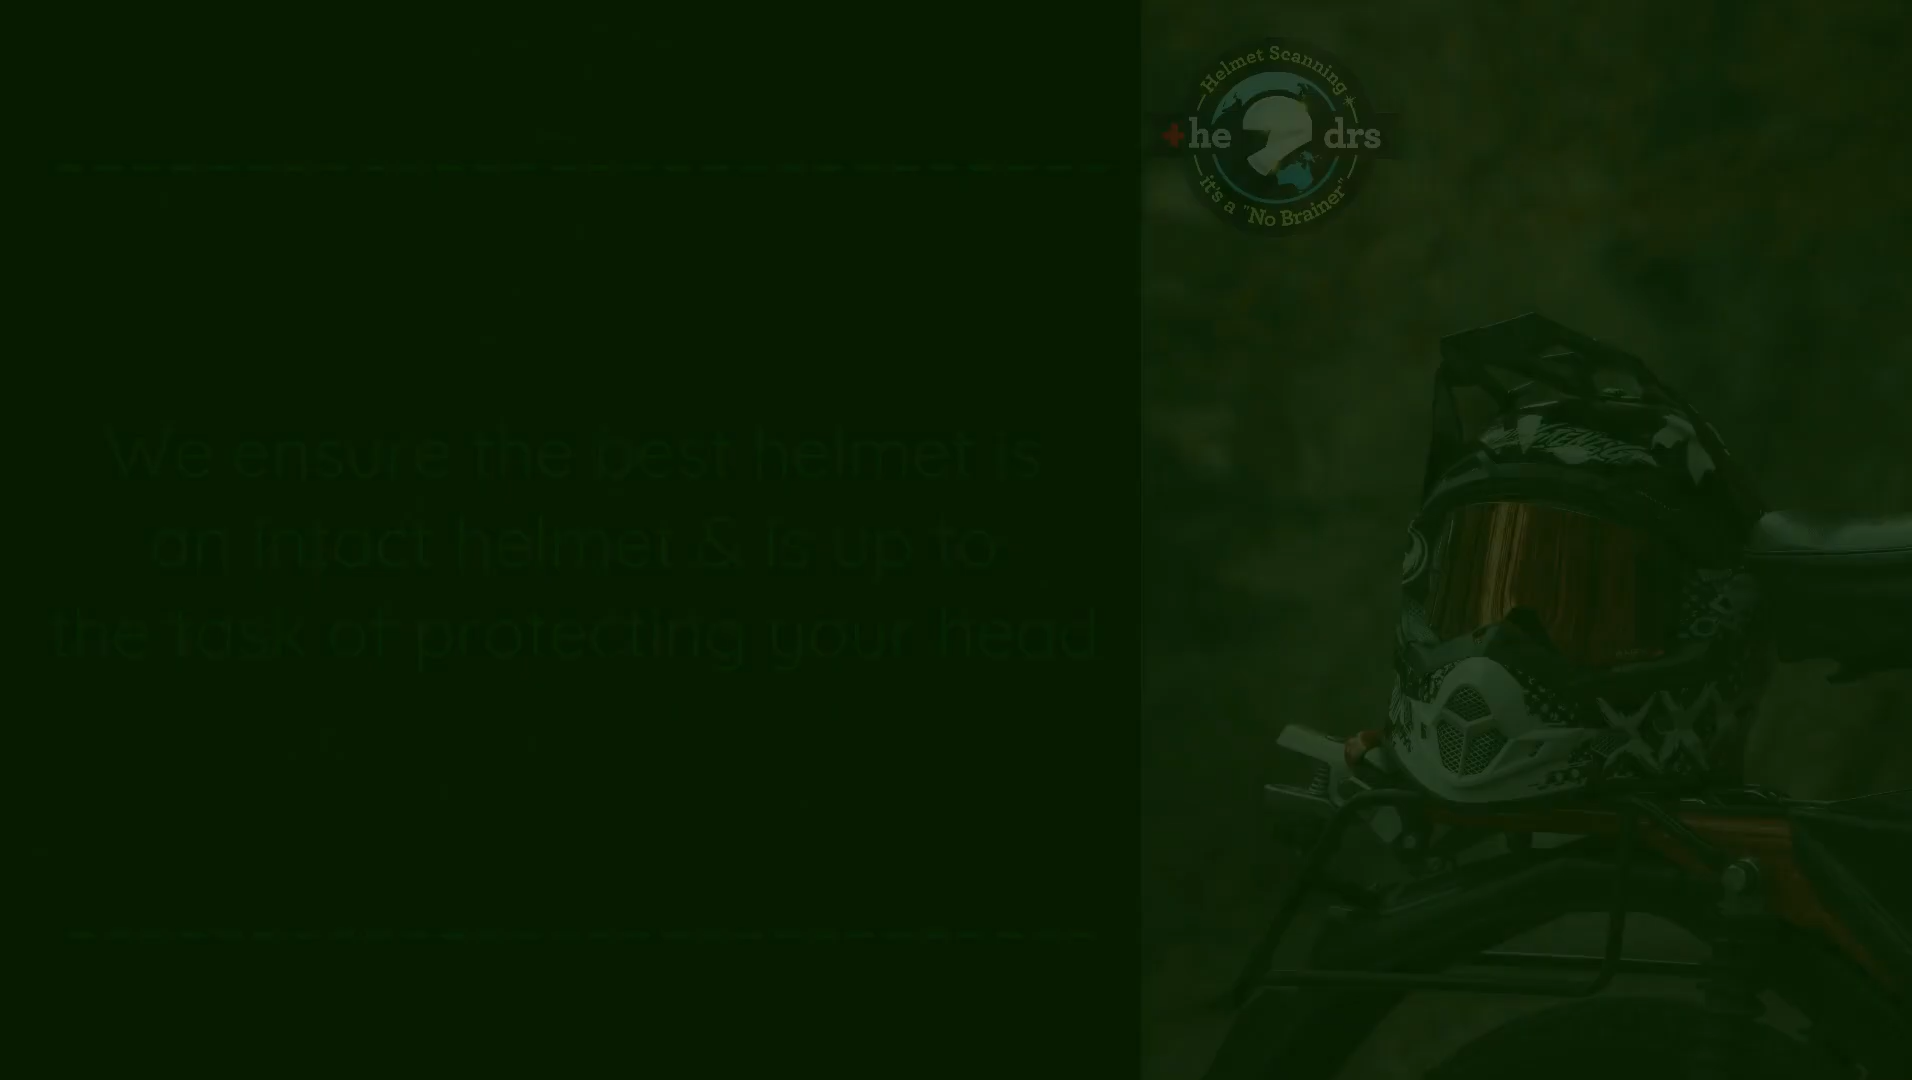 Helmet Scanning
+he drs
it's a "No Brainer"
We ensure the best helmet is
an Intact helmet & Is up to
the task of protecting your head